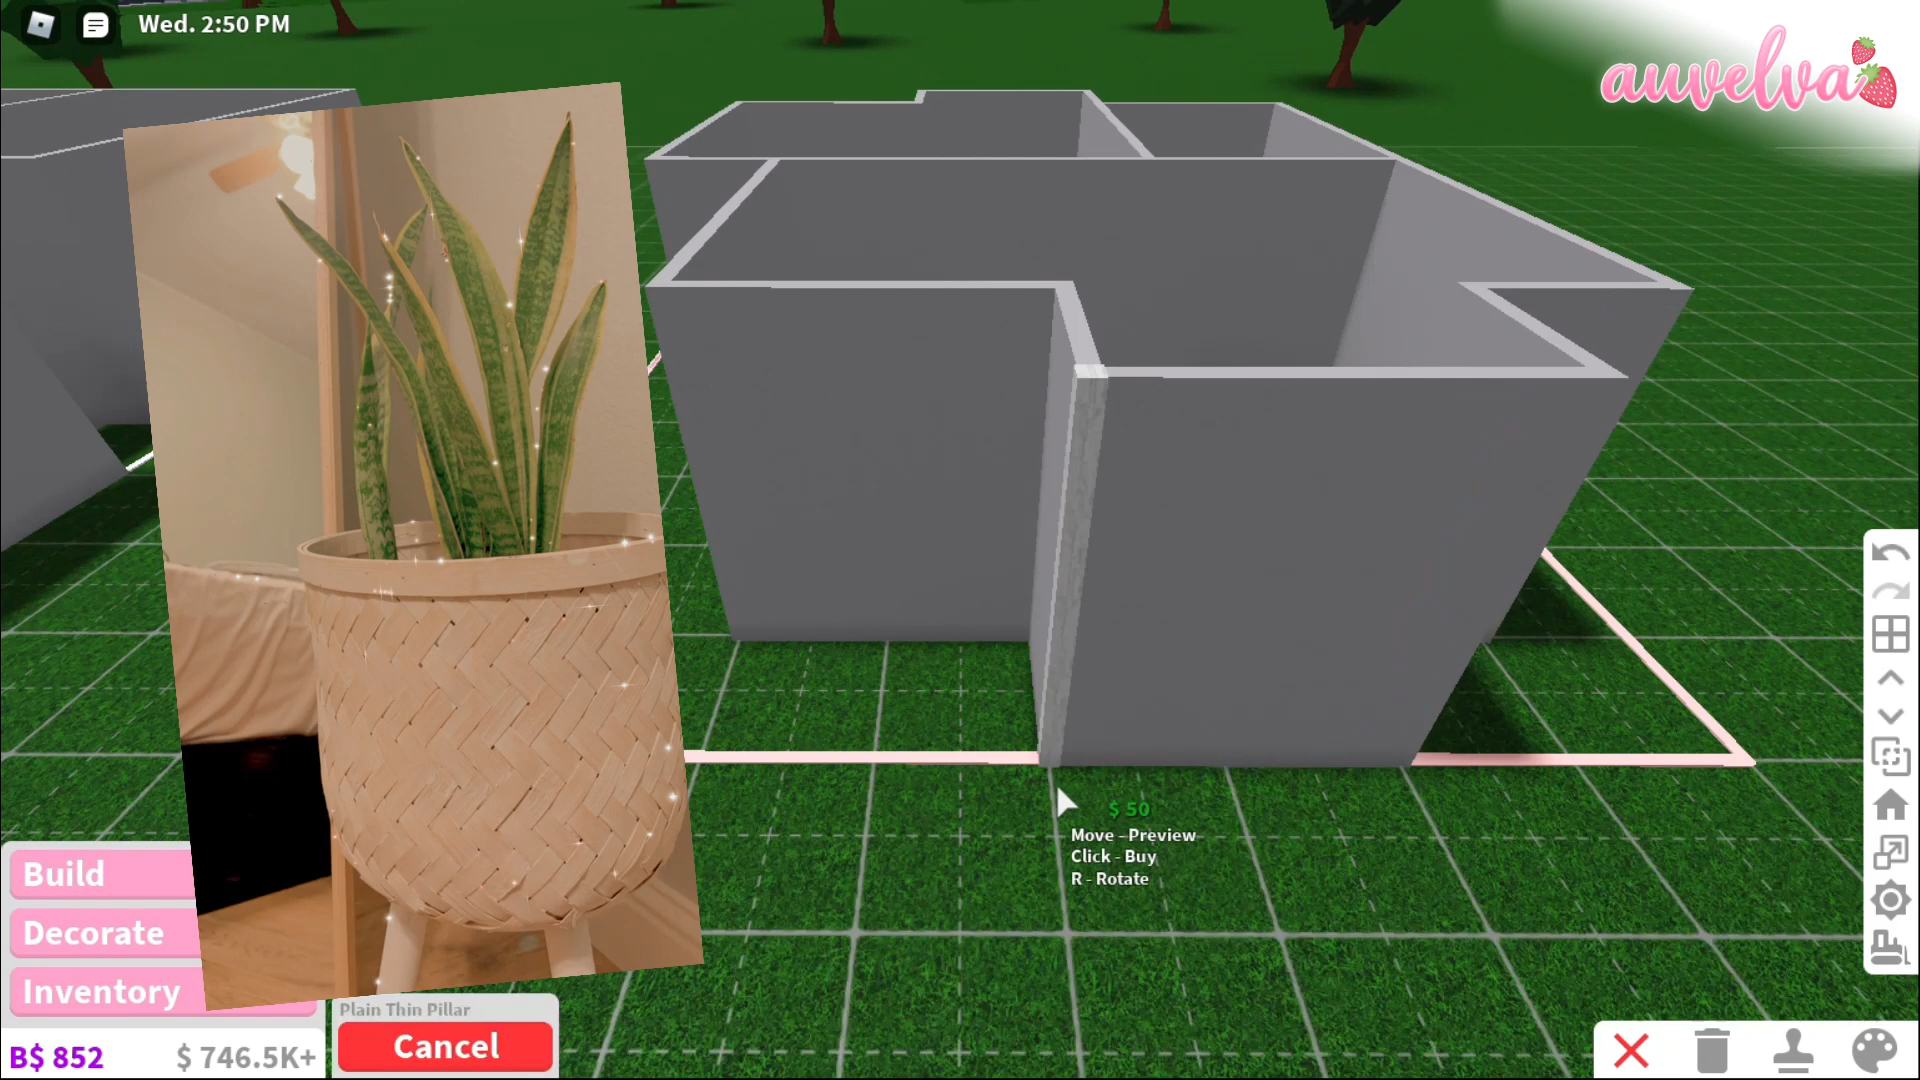 Wed. 2:50 PM
auvelva
$ 50
Move - Preview
Click - Buy
R - Rotate
Build
Decorate
Inventory
Plain Thin Pillar
Cancel
B$ 852
$ 746.5K+